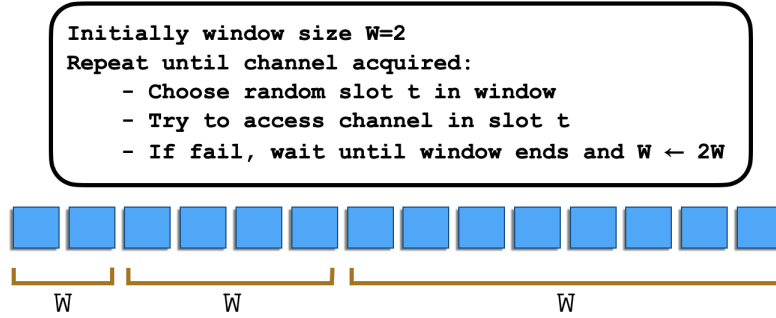 Initially window size W=2
Repeat until channel acquired:
- Choose random slot t in window
- Try to access channel in slot t
- If fail, wait until window ends and W ← 2W
W W W